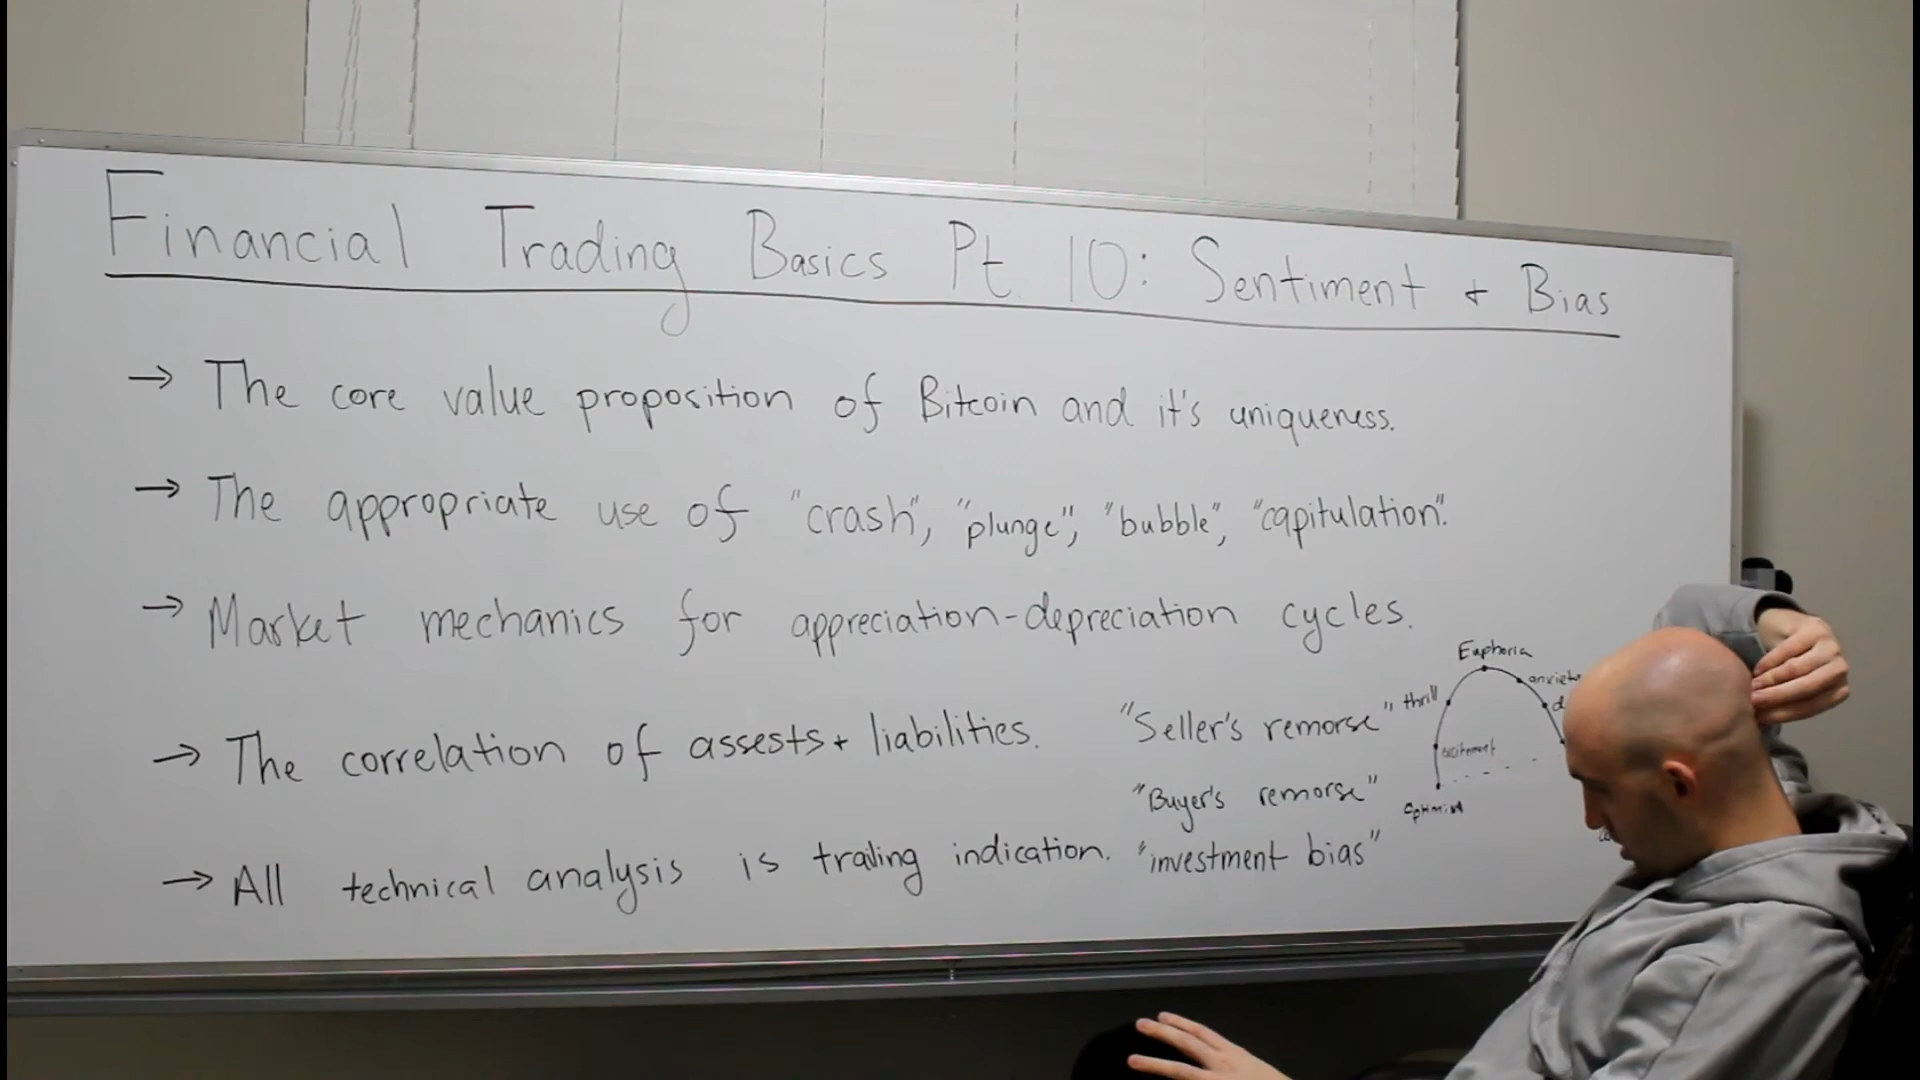 Financial Trading Basics Pt. 10: Sentiment + Bias
→ The core value proposition of Bitcoin and it's uniqueness.
→ The appropriate use of "crash", "plunge", "bubble", "capitulation".
→ Market mechanics for appreciation-depreciation cycles.
→ The correlation of assests + liabilities.
→ All technical analysis is trailing indication.
"Seller's remorse"
"Buyer's remorse"
"investment bias"
Euphoria
thrill
excitement